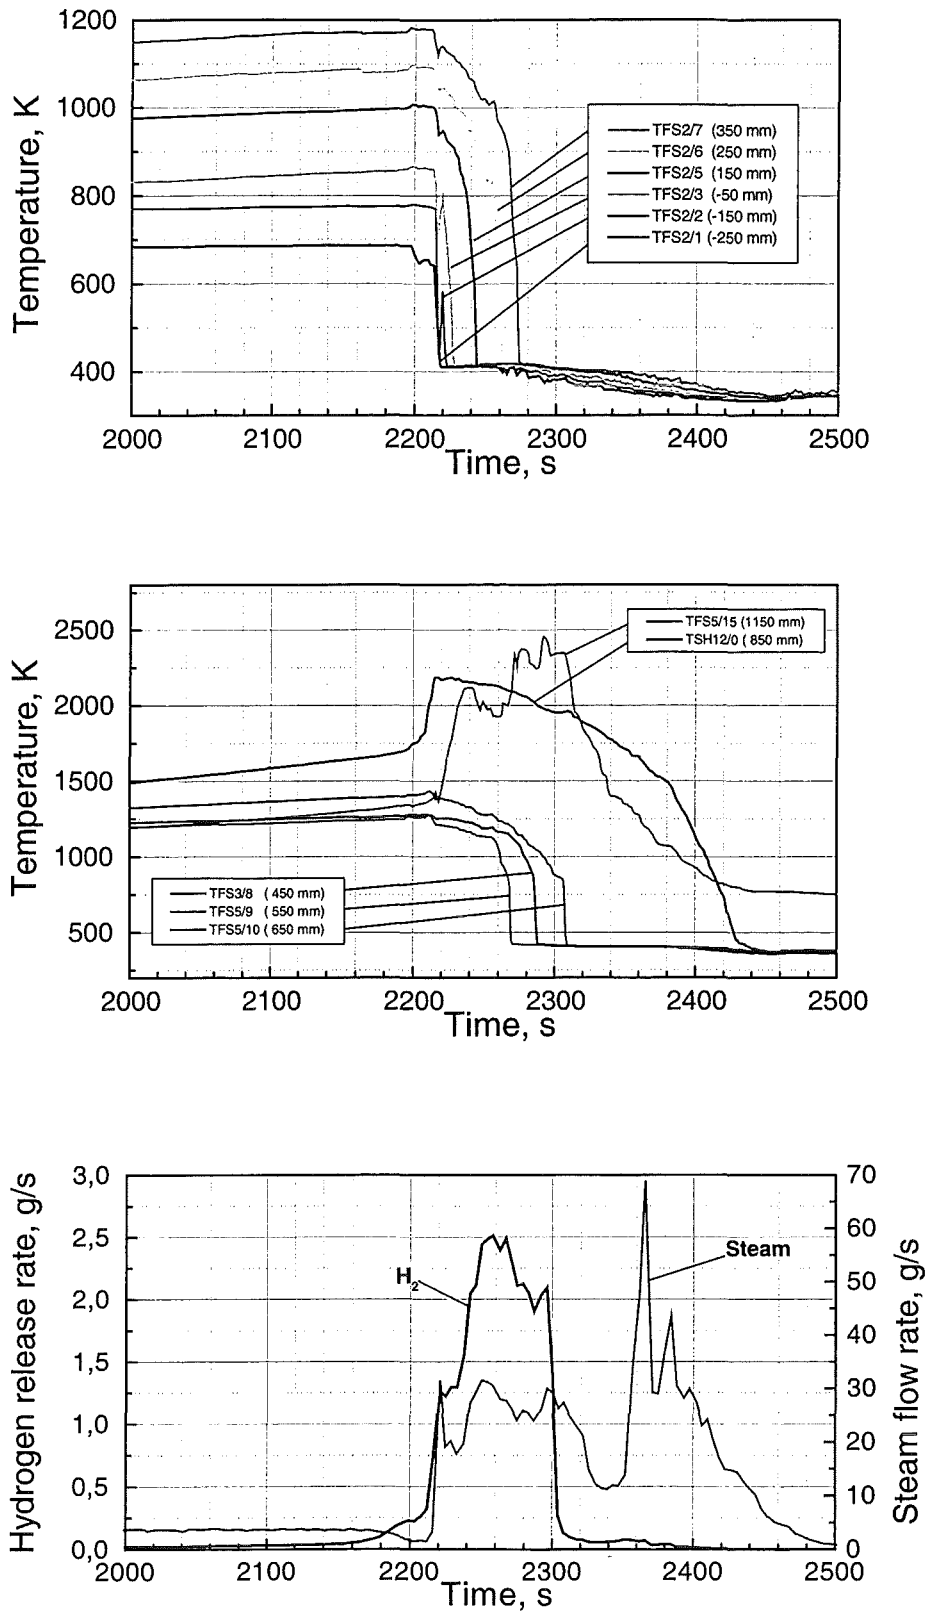 Temperature, K
1200
1000
800
600
400
TFS2/7 (350 mm)
TFS2/6 (250 mm)
TFS2/5 (150 mm)
TFS2/3 (-50 mm)
TFS2/2 (-150 mm)
TFS2/1 (-250 mm)
2000 2100 2200 2300 2400 2500
Time, s
Temperature, K
2500
2000
1500
1000
500
TFS5/15 (1150 mm)
TSH12/0 ( 850 mm)
TFS3/8 ( 450 mm)
TFS5/9 ( 550 mm)
TFS5/10 ( 650 mm)
2000 2100 2200 2300 2400 2500
Time, s
Hydrogen release rate, g/s
3,0
2,5
2,0
1,5
1,0
0,5
0,0
H2
Steam
70
60
50
40
30
20
10
0
Steam flow rate, g/s
2000 2100 2200 2300 2400 2500
Time, s